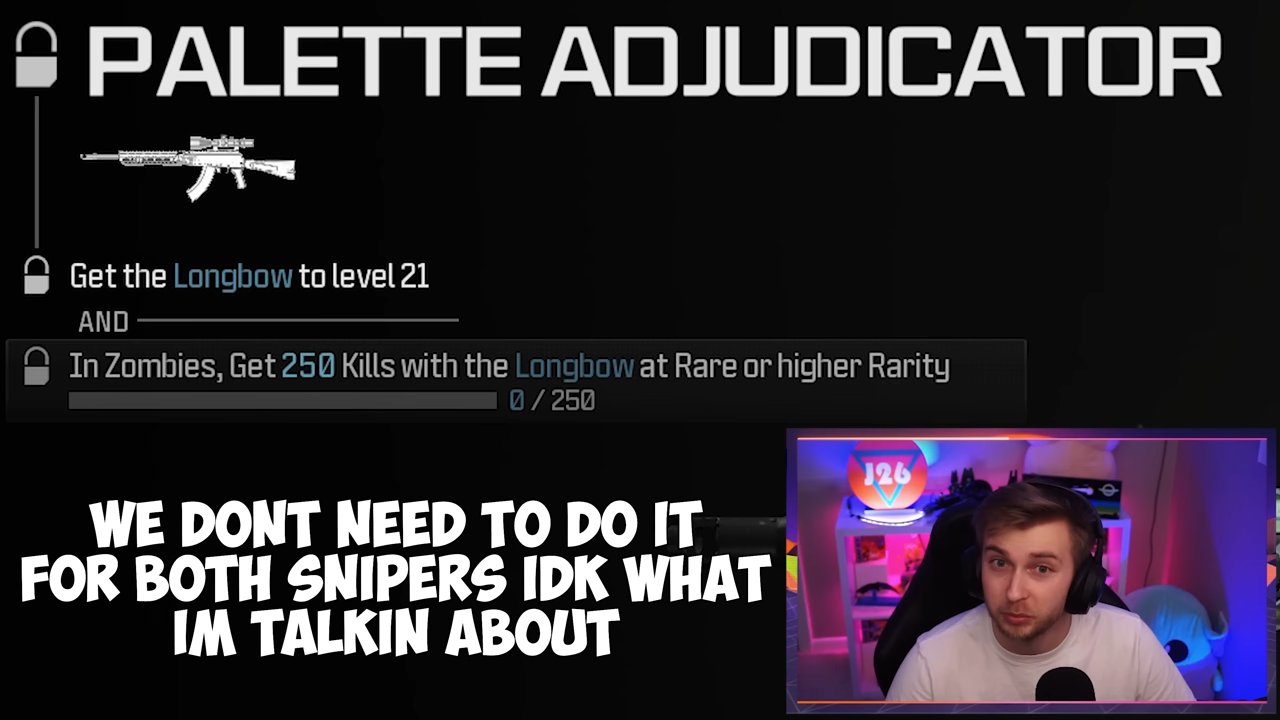 PALETTE ADJUDICATOR
Get the Longbow to level 21
AND
In Zombies, Get 250 Kills with the Longbow at Rare or higher Rarity
0 / 250
J26
WE DONT NEED TO DO IT
FOR BOTH SNIPERS IDK WHAT
IM TALKIN ABOUT